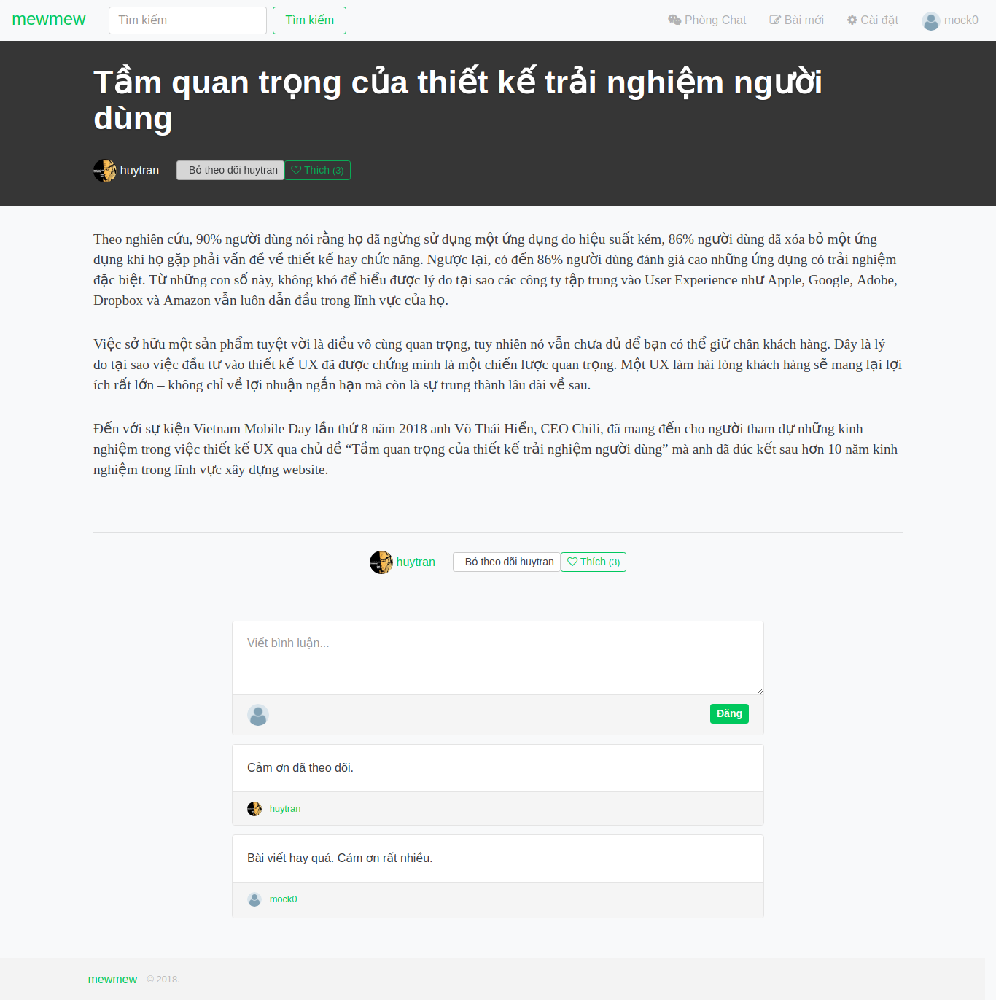 mewmew
Tìm kiếm
Tìm kiếm
Phòng Chat
Bài mới
Cài đặt
mock0
Tầm quan trọng của thiết kế trải nghiệm người
dùng
huytran
Bỏ theo dõi huytran
Thích (3)
Theo nghiên cứu, 90% người dùng nói rằng họ đã ngừng sử dụng một ứng dụng do hiệu suất kém, 86% người dùng đã xóa bỏ một ứng
dụng khi họ gặp phải vấn đề về thiết kế hay chức năng. Ngược lại, có đến 86% người dùng đánh giá cao những ứng dụng có trải nghiệm
đặc biệt. Từ những con số này, không khó để hiểu được lý do tại sao các công ty tập trung vào User Experience như Apple, Google, Adobe,
Dropbox và Amazon vẫn luôn dẫn đầu trong lĩnh vực của họ.
Việc sở hữu một sản phẩm tuyệt vời là điều vô cùng quan trọng, tuy nhiên nó vẫn chưa đủ để bạn có thể giữ chân khách hàng. Đây là lý
do tại sao việc đầu tư vào thiết kế UX đã được chứng minh là một chiến lược quan trọng. Một UX làm hài lòng khách hàng sẽ mang lại lợi
ích rất lớn – không chỉ về lợi nhuận ngắn hạn mà còn là sự trung thành lâu dài về sau.
Đến với sự kiện Vietnam Mobile Day lần thứ 8 năm 2018 anh Võ Thái Hiển, CEO Chili, đã mang đến cho người tham dự những kinh
nghiệm trong việc thiết kế UX qua chủ đề “Tầm quan trọng của thiết kế trải nghiệm người dùng” mà anh đã đúc kết sau hơn 10 năm kinh
nghiệm trong lĩnh vực xây dựng website.
huytran
Bỏ theo dõi huytran
Thích (3)
Viết bình luận...
Đăng
Cảm ơn đã theo dõi.
huytran
Bài viết hay quá. Cảm ơn rất nhiều.
mock0
mewmew
© 2018.